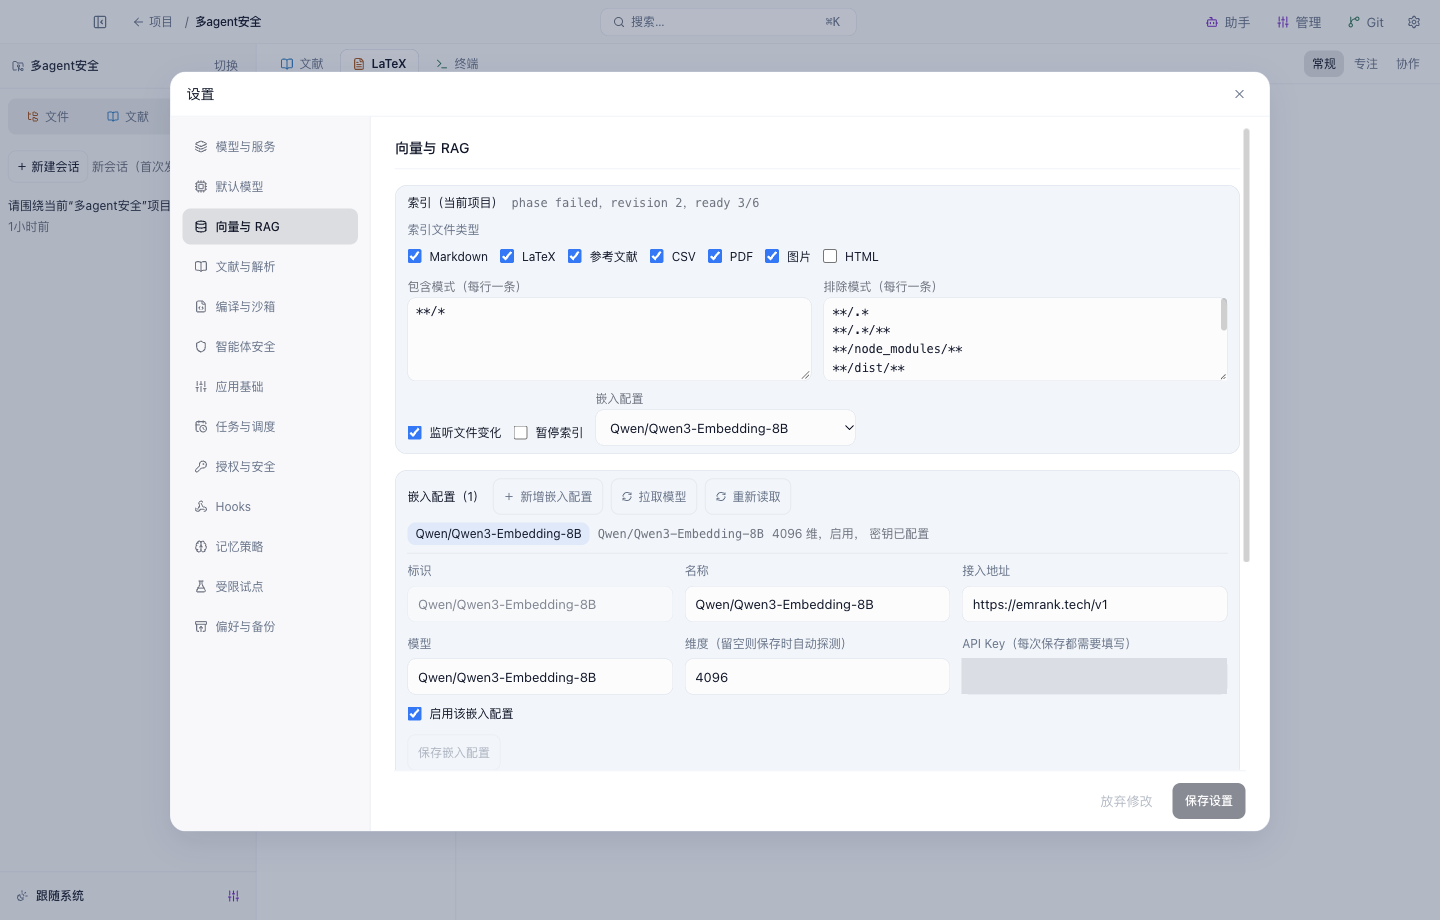 项目 / 多agent安全
搜索... ⌘K
助手 管理 Git
多agent安全 切换
文献 LaTeX 终端
常规 专注 协作
文件 文献
新建会话 新会话（首次发
请围绕当前“多agent安全”项目
1小时前
跟随系统
设置
模型与服务
默认模型
向量与 RAG
文献与解析
编译与沙箱
智能体安全
应用基础
任务与调度
授权与安全
Hooks
记忆策略
受限试点
偏好与备份
向量与 RAG
索引（当前项目） phase failed, revision 2, ready 3/6
索引文件类型
Markdown LaTeX 参考文献 CSV PDF 图片 HTML
包含模式（每行一条）
**/*
排除模式（每行一条）
**/.*
**/.*/**
**/node_modules/**
**/dist/**
嵌入配置
监听文件变化 暂停索引 Qwen/Qwen3-Embedding-8B
嵌入配置（1） 新增嵌入配置 拉取模型 重新读取
Qwen/Qwen3-Embedding-8B Qwen/Qwen3-Embedding-8B 4096 维，启用， 密钥已配置
标识 名称 接入地址
Qwen/Qwen3-Embedding-8B Qwen/Qwen3-Embedding-8B https://emrank.tech/v1
模型 维度（留空则保存时自动探测） API Key（每次保存都需要填写）
Qwen/Qwen3-Embedding-8B 4096
启用该嵌入配置
保存嵌入配置
放弃修改 保存设置